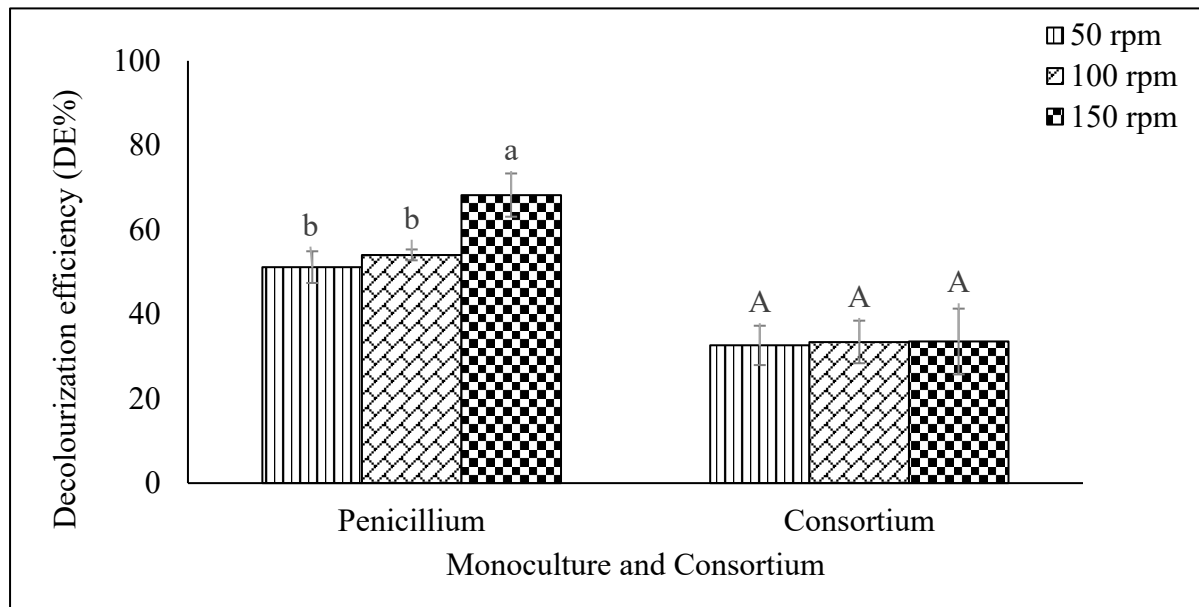 50 rpm
100 rpm
150 rpm
Decolourization efficiency (DE%)
100
80
60
40
20
0
b
b
a
A
A
A
Penicillium
Consortium
Monoculture and Consortium